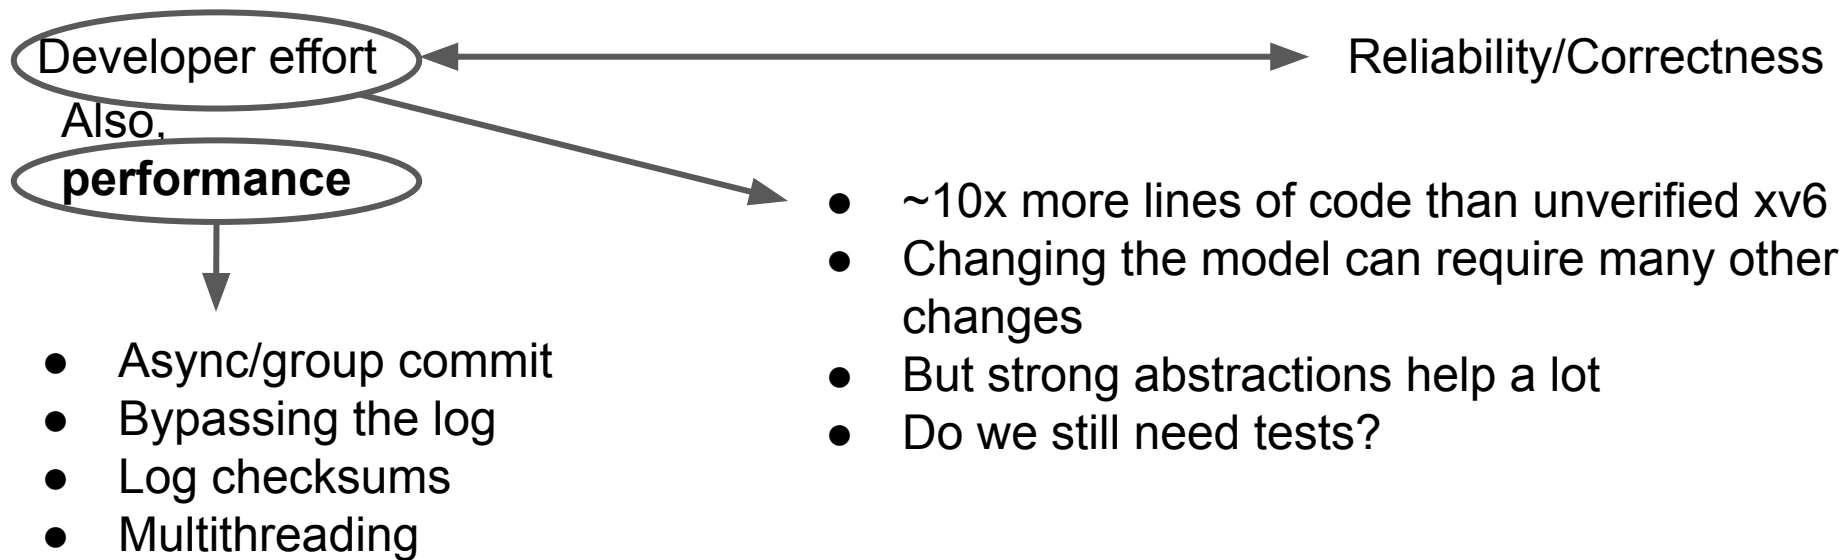 Developer effort
Reliability/Correctness
Also,
performance
● Async/group commit
● Bypassing the log
● Log checksums
● Multithreading
● ~10x more lines of code than unverified xv6
● Changing the model can require many other
changes
● But strong abstractions help a lot
● Do we still need tests?